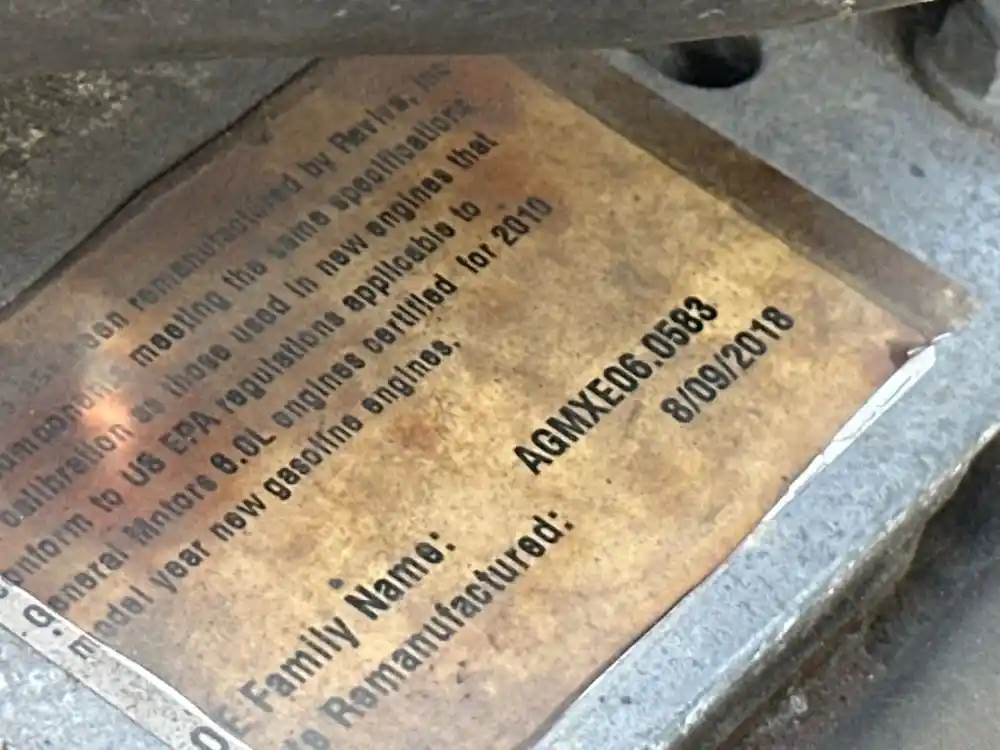 remanufactured by Revive, INC
meeting the same specifications
calibration as those used in new engines that
conform to US EPA regulations applicable to
General Motors 6.0L engines certified for 2010
model year new gasoline engines.
OE Family Name: AGMXE06.0583
Remanufactured: 8/09/2018